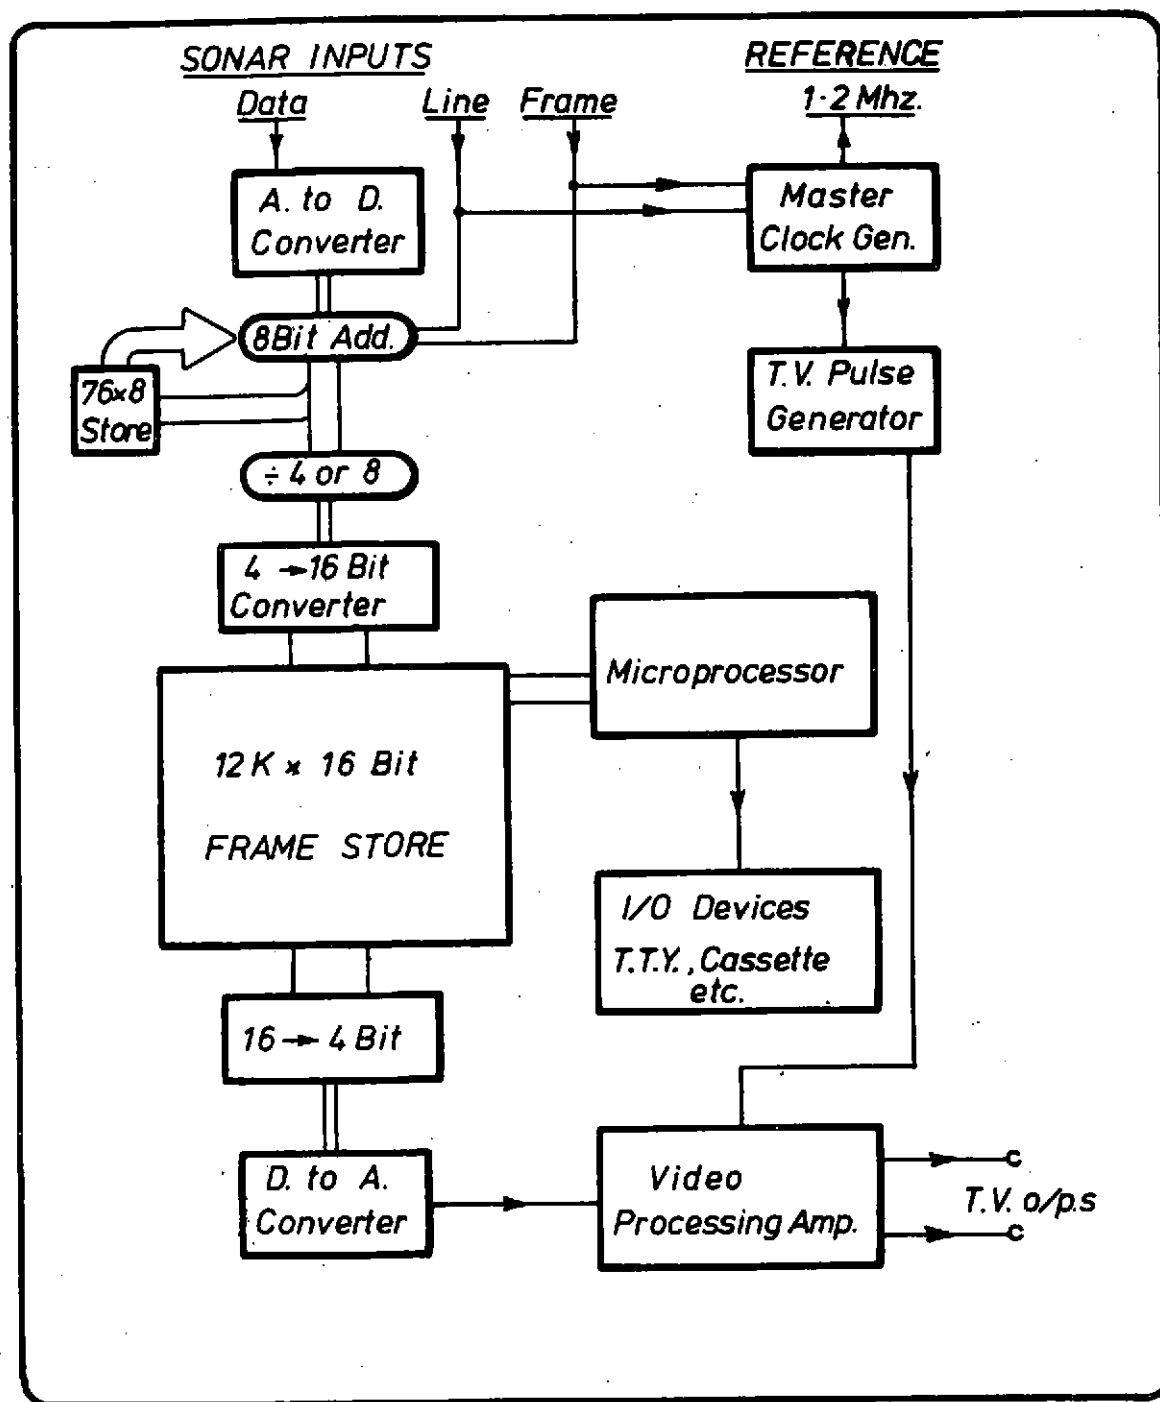 SONAR INPUTS
Data
Line
Frame
REFERENCE
1·2 Mhz.
A. to D.
Converter
Master
Clock Gen.
8Bit Add.
76×8
Store
T.V. Pulse
Generator
÷ 4 or 8
4 → 16 Bit
Converter
Microprocessor
12K × 16 Bit
FRAME STORE
I/O Devices
T.T.Y., Cassette
etc.
16 → 4 Bit
D. to A.
Converter
Video
Processing Amp.
T.V. o/p.s